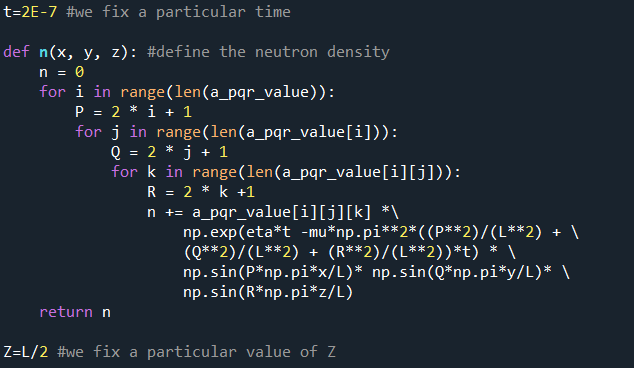 t=2E-7 #we fix a particular time
def n(x, y, z): #define the neutron density
    n = 0
    for i in range(len(a_pqr_value)):
        P = 2 * i + 1
        for j in range(len(a_pqr_value[i])):
            Q = 2 * j + 1
            for k in range(len(a_pqr_value[i][j])):
                R = 2 * k +1
                n += a_pqr_value[i][j][k] *\
                    np.exp(eta*t -mu*np.pi**2*((P**2)/(L**2) + \
                    (Q**2)/(L**2) + (R**2)/(L**2))*t) * \
                    np.sin(P*np.pi*x/L)* np.sin(Q*np.pi*y/L)* \
                    np.sin(R*np.pi*z/L)
    return n
Z=L/2 #we fix a particular value of Z